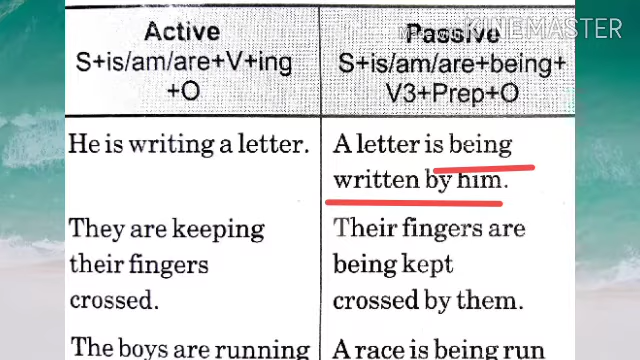 Active
S+is/am/are+V+ing
+O
Passive
S+is/am/are+being+
V3+Prep+O
He is writing a letter.
A letter is being
written by him.
They are keeping
their fingers
crossed.
Their fingers are
being kept
crossed by them.
The boys are running
A race is being run
KINEMASTER